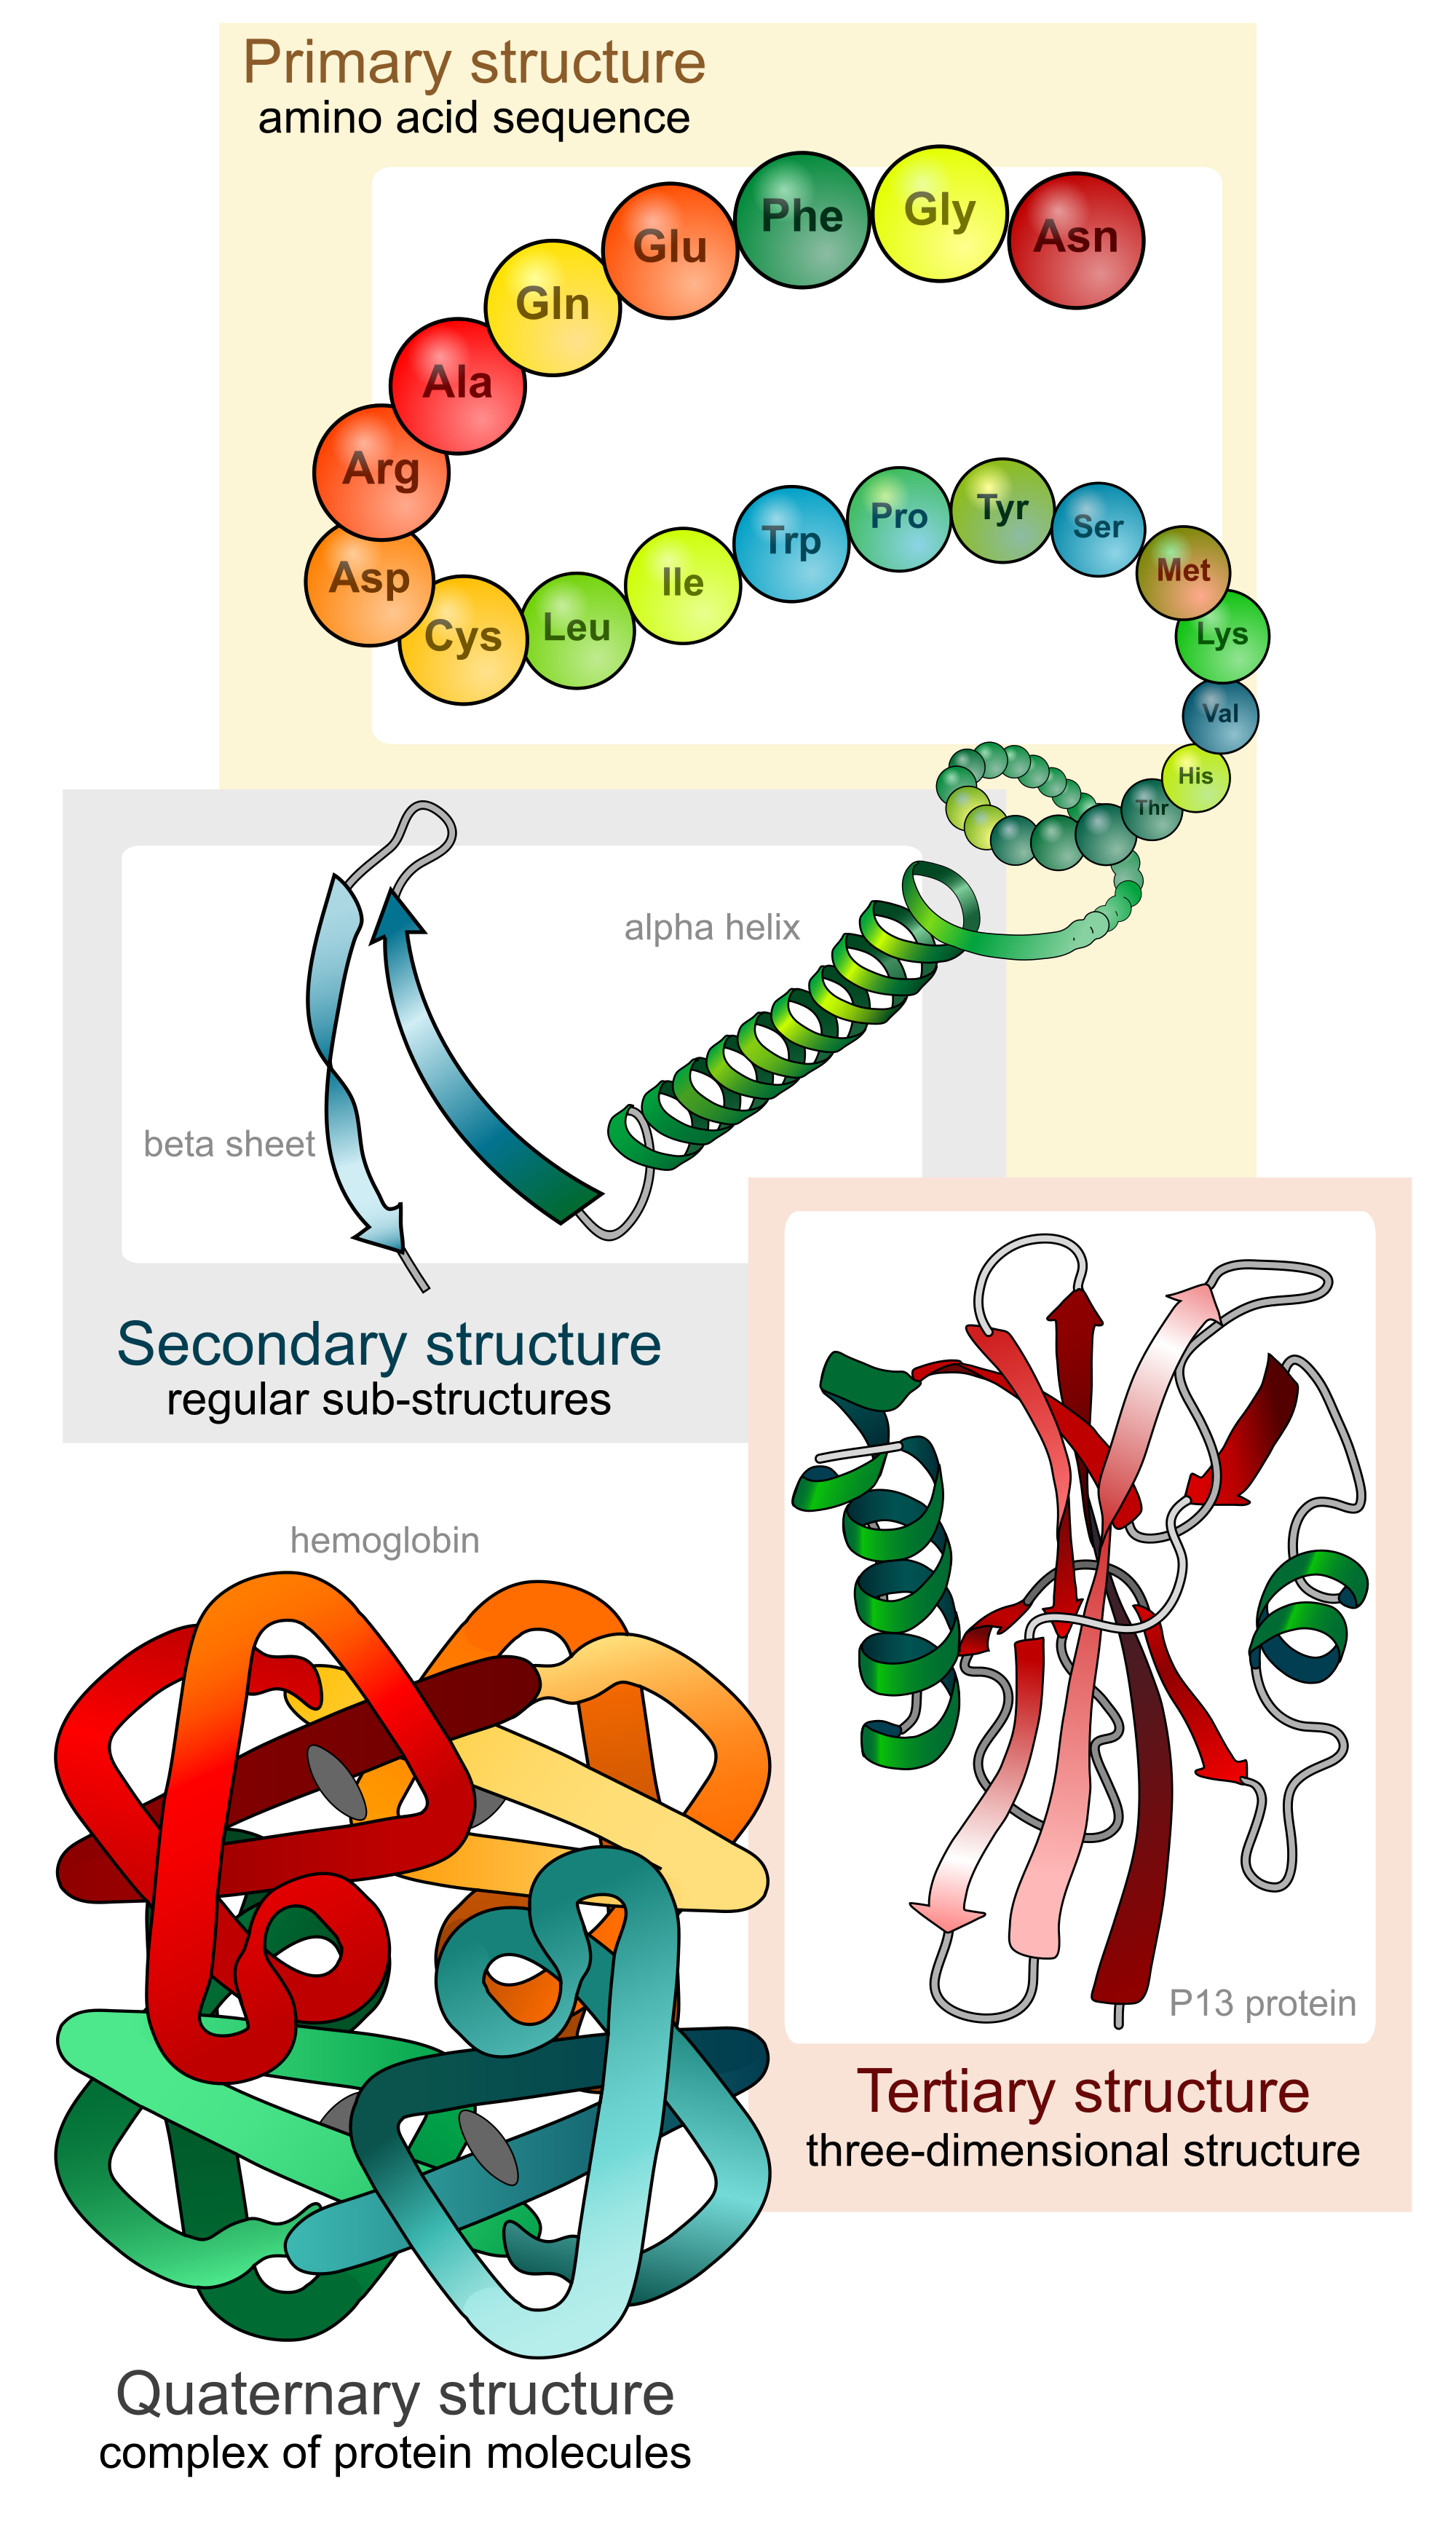 Primary structure
amino acid sequence
Asn
Gly
Phe
Glu
Gln
Ala
Arg
Asp
Cys
Leu
Ile
Trp
Pro
Tyr
Ser
Met
Lys
Val
His
Thr
alpha helix
beta sheet
Secondary structure
regular sub-structures
P13 protein
Tertiary structure
three-dimensional structure
hemoglobin
Quaternary structure
complex of protein molecules